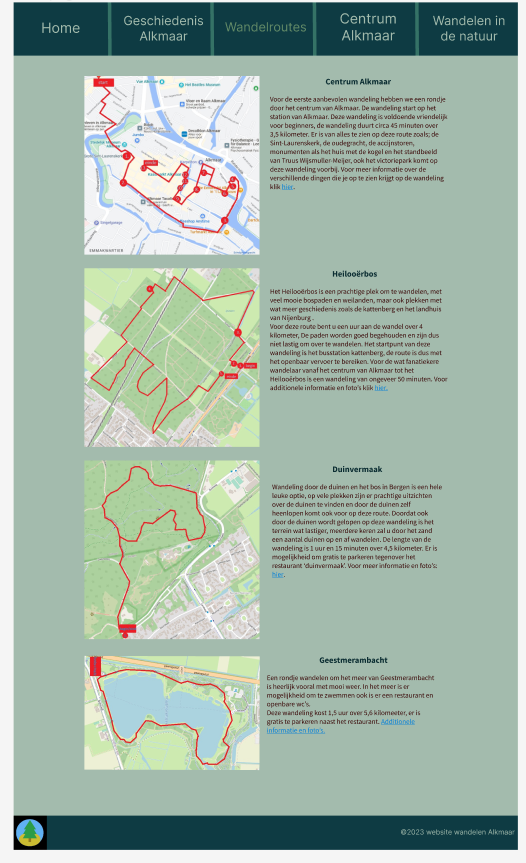 Home
Geschiedenis
Alkmaar
Wandelroutes
Centrum
Alkmaar
Wandelen in
de natuur
Centrum Alkmaar
Voor de eerste aanbevolen wandeling hebben we een rondje
door het centrum van Alkmaar. De wandeling start op het
station van Alkmaar. Deze wandeling is voldoende vriendelijk
voor beginners, de wandeling duurt circa 45 minuten over
3,5 kilometer. Er is van alles te zien op deze route zoals; de
Sint-Laurenskerk, de oudegracht, de accijnstoren,
monumenten als het huis met de kogel en het standbeeld
van Truus Wijsmuller-Meijer, ook het victoriepark komt op
deze wandeling voorbij. Voor meer informatie over de
verschillende dingen die je op te zien krijgt op de wandeling
klik hier.
EMMAKWARTIER
Heilooërbos
Het Heilooërbos is een prachtige plek om te wandelen, met
veel mooie bospaden en weilanden, maar ook plekken met
wat meer geschiedenis zoals de kattenberg en het landhuis
van Nijenburg .
Voor deze route bent u een uur aan de wandel over 4
kilometer, De paden worden goed begehouden en zijn dus
niet lastig om over te wandelen. Het startpunt van deze
wandeling is het busstation kattenberg, de route is dus met
het openbaar vervoer te bereiken. Voor de wat fanatiekere
wandelaar vanaf het centrum van Alkmaar tot het
Heilooërbos is een wandeling van ongeveer 50 minuten. Voor
additionele informatie en foto's klik hier.
Duinvermaak
Wandeling door de duinen en het bos in Bergen is een hele
leuke optie, op vele plekken zijn er prachtige uitzichten
over de duinen te vinden en door de duinen zelf
heenlopen komt ook voor op deze route. Doordat ook
door de duinen wordt gelopen op deze wandeling is het
terrein wat lastiger, meerdere keren zal u door het zand
een aantal duinen op en af wandelen. De lengte van de
wandeling is 1 uur en 15 minuten over 4,5 kilometer. Er is
mogelijkheid om gratis te parkeren tegenover het
restaurant 'duinvermaak'. Voor meer informatie en foto's:
hier.
Geestmerambacht
Een rondje wandelen om het meer van Geestmerambacht
is heerlijk vooral met mooi weer. In het meer is er
mogelijkheid om te zwemmen ook is er een restaurant en
openbare wc's.
Deze wandeling kost 1,5 uur over 5,6 kilomeeter, er is
gratis te parkeren naast het restaurant. Additionele
informatie en foto's.
©2023 website wandelen Alkmaar